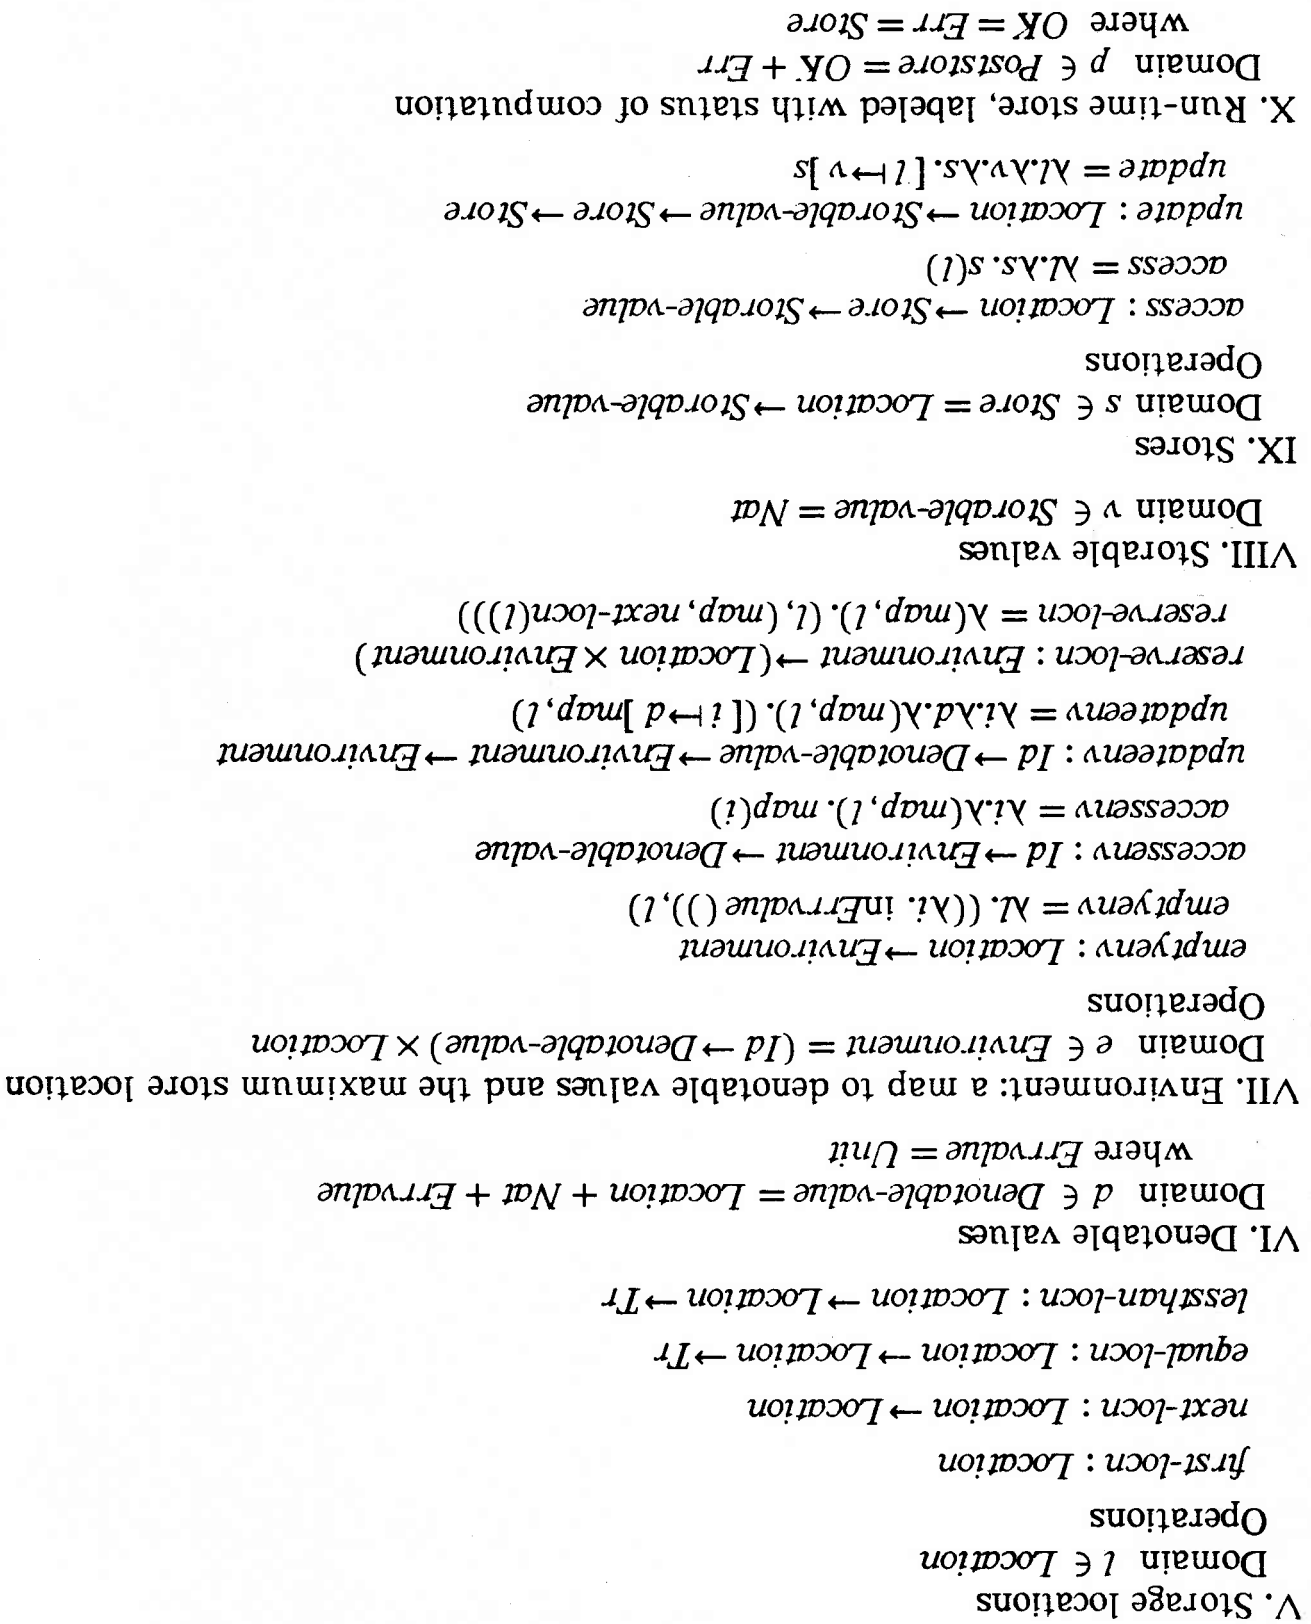 V. Storage locations
Domain l ∈ Location
Operations
first-locn : Location
next-locn : Location → Location
equal-locn : Location → Location → Tr
lessthan-locn : Location → Location → Tr
VI. Denotable values
Domain d ∈ Denotable-value = Location + Nat + Errvalue
where Errvalue = Unit
VII. Environment: a map to denotable values and the maximum store location
Domain e ∈ Environment = (Id → Denotable-value) × Location
Operations
emptyenv : Location → Environment
emptyenv = λl. ((λi. inErrvalue ()), l)
accessenv : Id → Environment → Denotable-value
accessenv = λi.λ(map, l). map(i)
updateenv : Id → Denotable-value → Environment → Environment
updateenv = λi.λd.λ(map, l). ([ i ↦ d ]map, l)
reserve-locn : Environment → (Location × Environment)
reserve-locn = λ(map, l). (l, (map, next-locn(l)))
VIII. Storable values
Domain v ∈ Storable-value = Nat
IX. Stores
Domain s ∈ Store = Location → Storable-value
Operations
access : Location → Store → Storable-value
access = λl.λs. s(l)
update : Location → Storable-value → Store → Store
update = λl.λv.λs. [ l ↦ v ]s
X. Run-time store, labeled with status of computation
Domain p ∈ Poststore = OK + Err
where OK = Err = Store